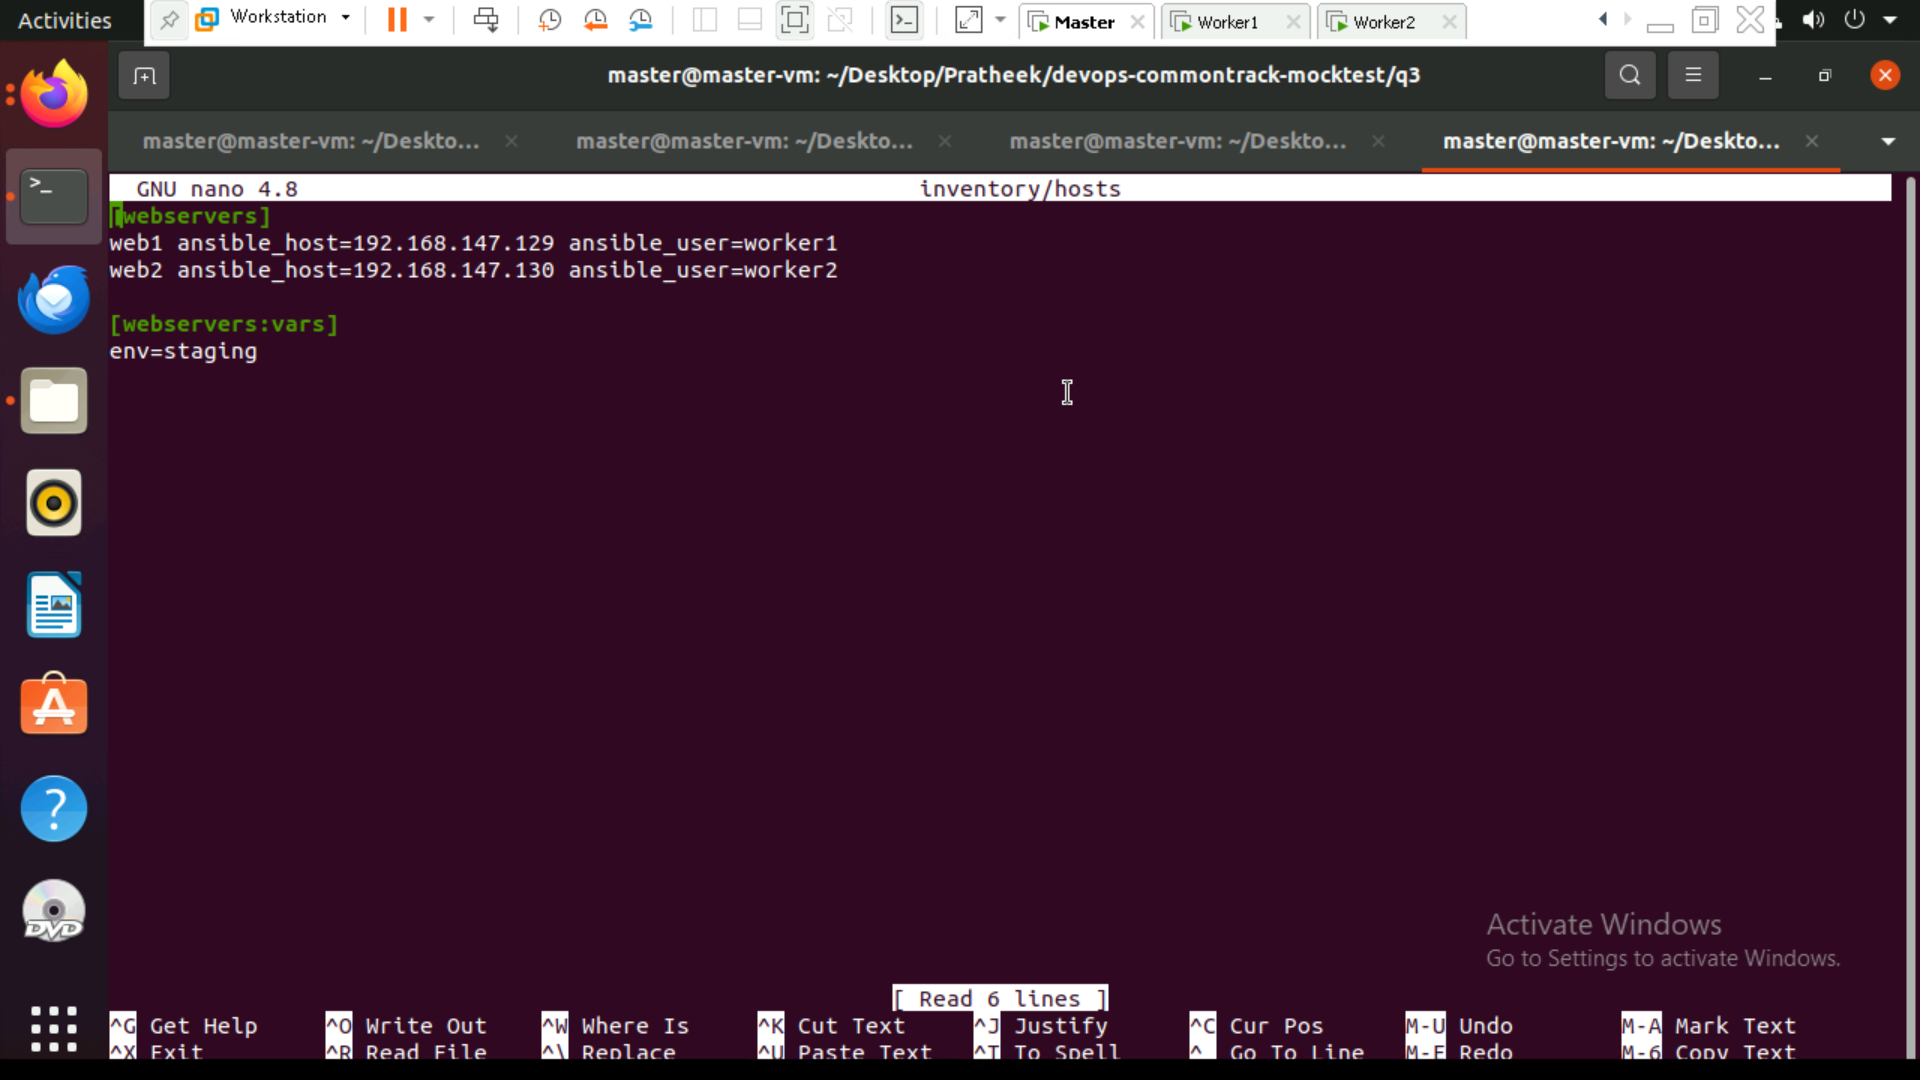 Activities
Workstation
Master
Worker1
Worker2
master@master-vm: ~/Desktop/Pratheek/devops-commontrack-mocktest/q3
master@master-vm: ~/Deskto...
master@master-vm: ~/Deskto...
master@master-vm: ~/Deskto...
master@master-vm: ~/Deskto...
GNU nano 4.8 inventory/hosts
[webservers]
web1 ansible_host=192.168.147.129 ansible_user=worker1
web2 ansible_host=192.168.147.130 ansible_user=worker2
[webservers:vars]
env=staging
DVD
Activate Windows
Go to Settings to activate Windows.
[ Read 6 lines ]
^G Get Help ^O Write Out ^W Where Is ^K Cut Text ^J Justify ^C Cur Pos M-U Undo M-A Mark Text
^X Exit ^R Read File ^\ Replace ^U Paste Text ^T To Spell ^_ Go To Line M-E Redo M-6 Copy Text